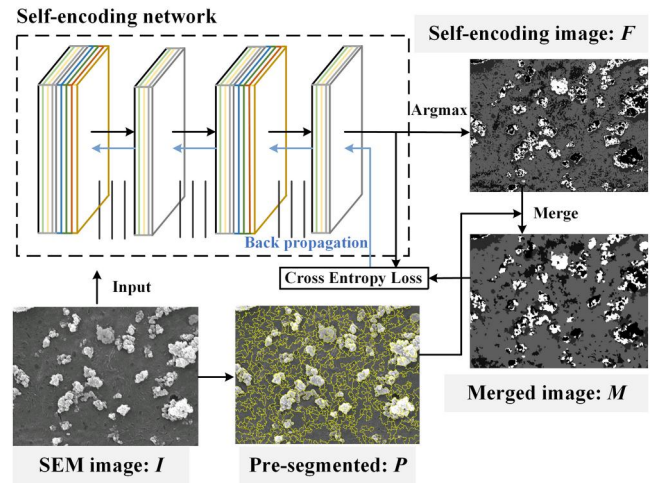 Self-encoding network
Self-encoding image: F
Argmax
Merge
Back propagation
Cross Entropy Loss
Input
Merged image: M
SEM image: I
Pre-segmented: P